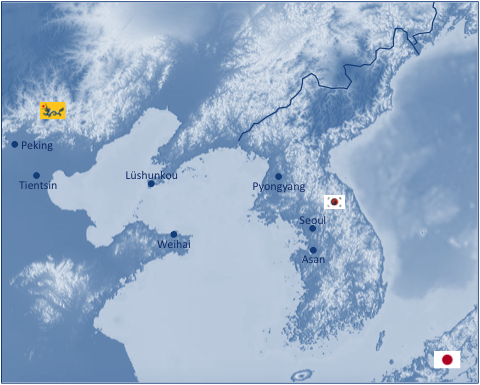 Peking
Tientsin
Lüshunkou
Pyongyang
Seoul
Weihai
Asan